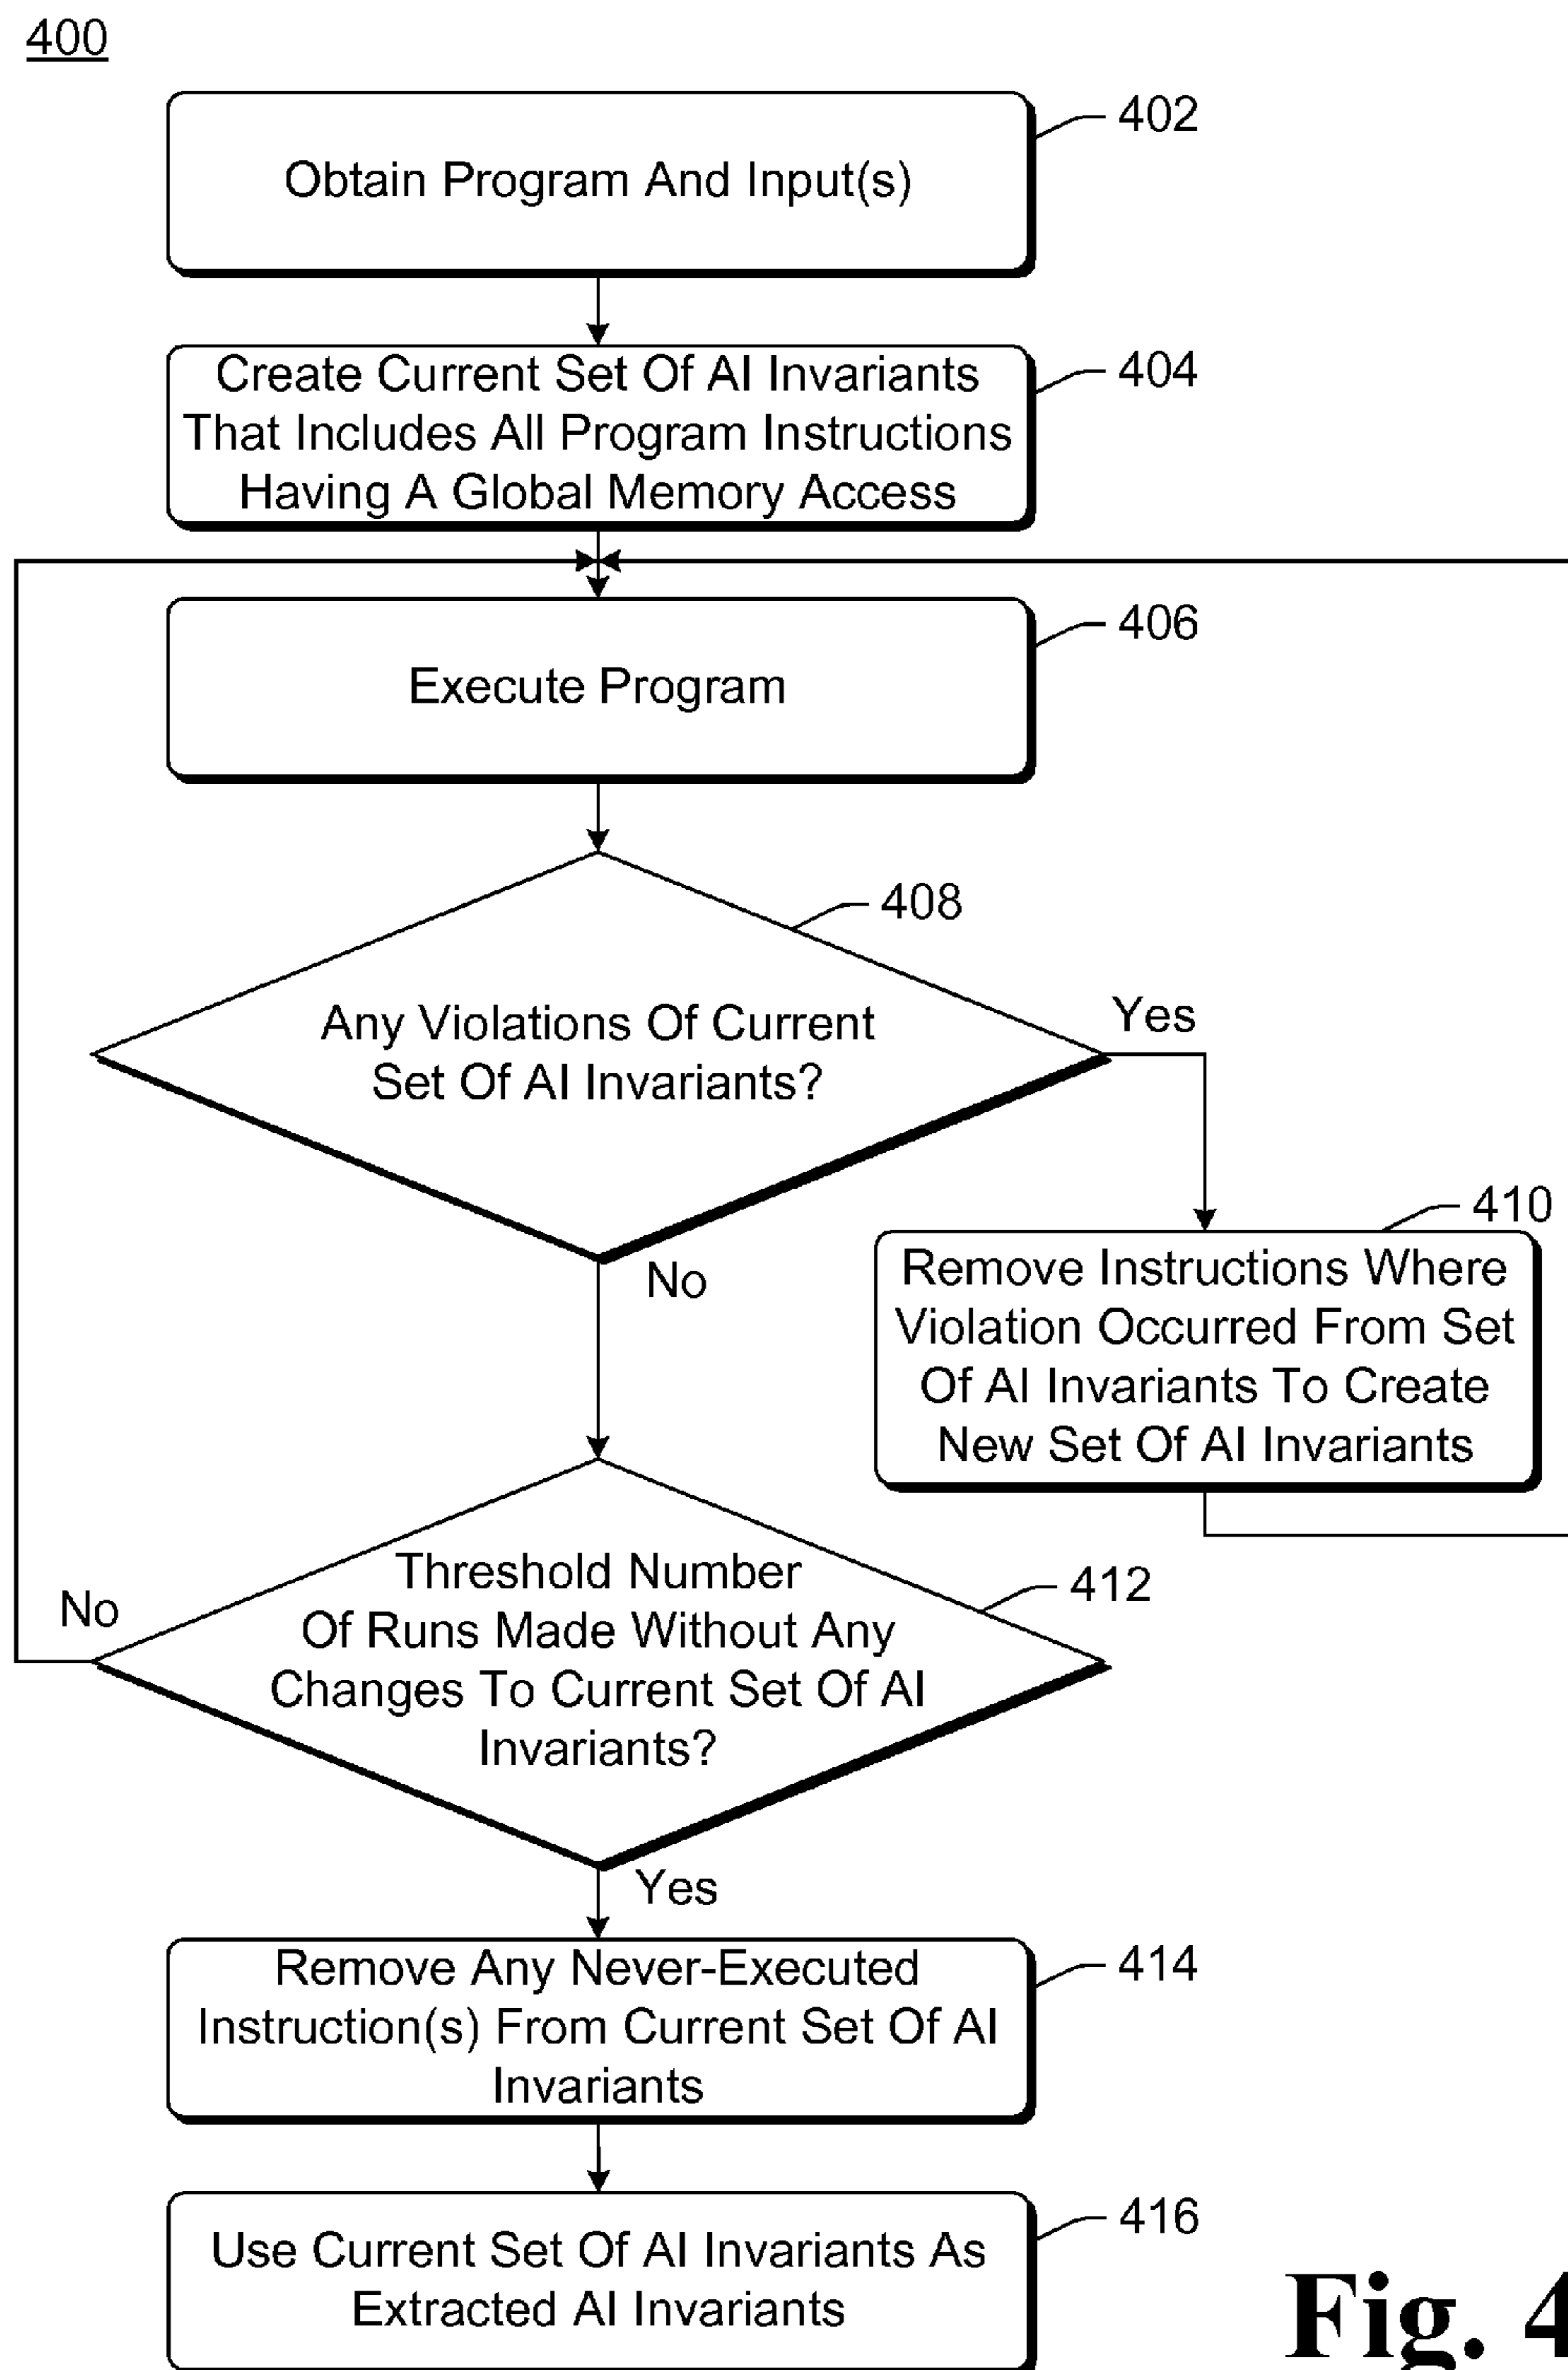 400
402
Obtain Program And Input(s)
404
Create Current Set Of AI Invariants
That Includes All Program Instructions
Having A Global Memory Access
406
Execute Program
408
Any Violations Of Current
Set Of AI Invariants?
Yes
No
410
Remove Instructions Where
Violation Occurred From Set
Of AI Invariants To Create
New Set Of AI Invariants
412
Threshold Number
Of Runs Made Without Any
Changes To Current Set Of AI
Invariants?
No
Yes
414
Remove Any Never-Executed
Instruction(s) From Current Set Of AI
Invariants
416
Use Current Set Of AI Invariants As
Extracted AI Invariants
Fig. 4